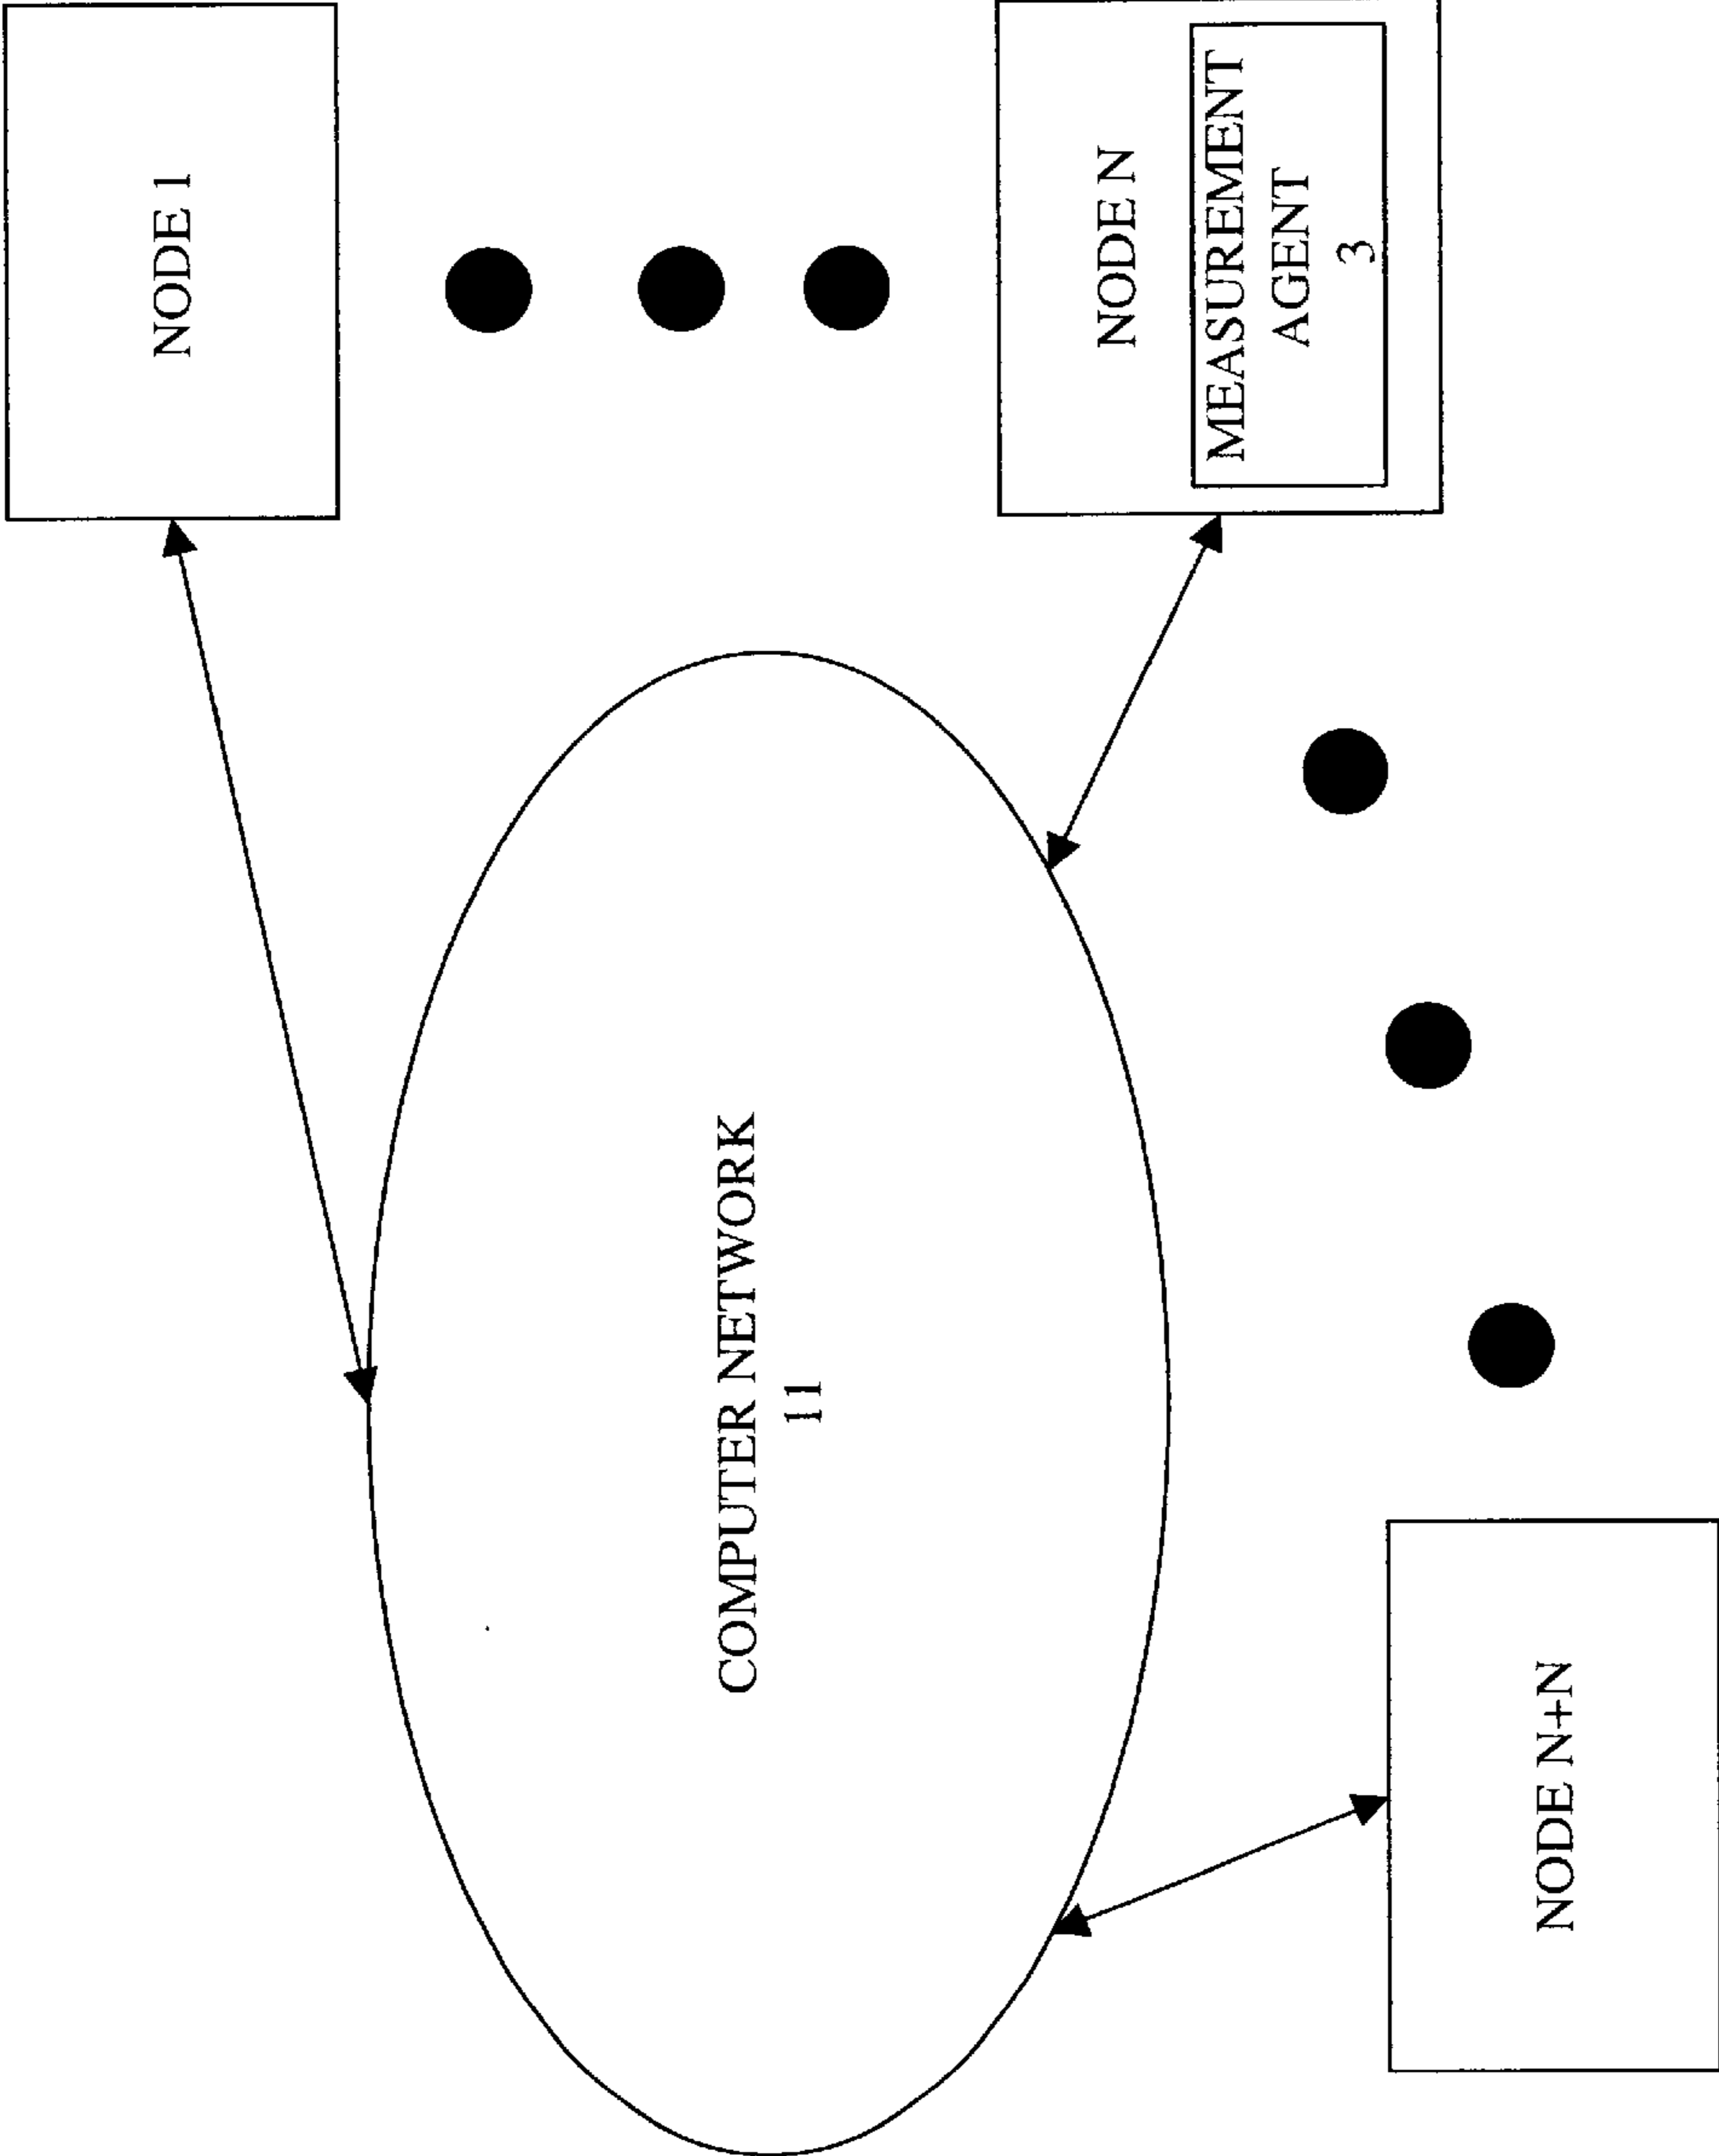 NODE 1
NODE N
MEASUREMENT
AGENT
3
COMPUTER NETWORK
11
NODE N+N